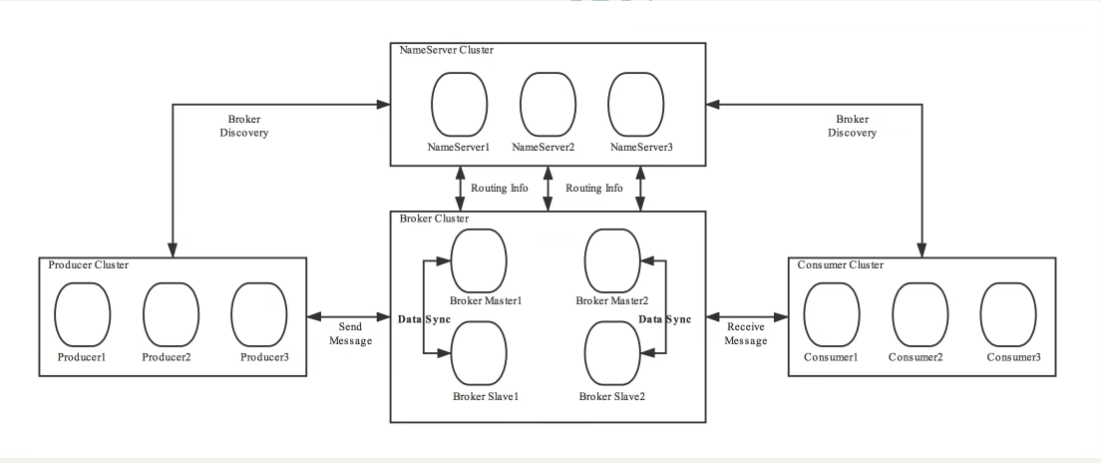 NameServer Cluster
NameServer1 NameServer2 NameServer3
Broker
Discovery
Broker
Discovery
Routing Info Routing Info
Broker Cluster
Broker Master1 Broker Master2
Data Sync Data Sync
Broker Slave1 Broker Slave2
Producer Cluster
Producer1 Producer2 Producer3
Send
Message
Receive
Message
Consumer Cluster
Consumer1 Consumer2 Consumer3